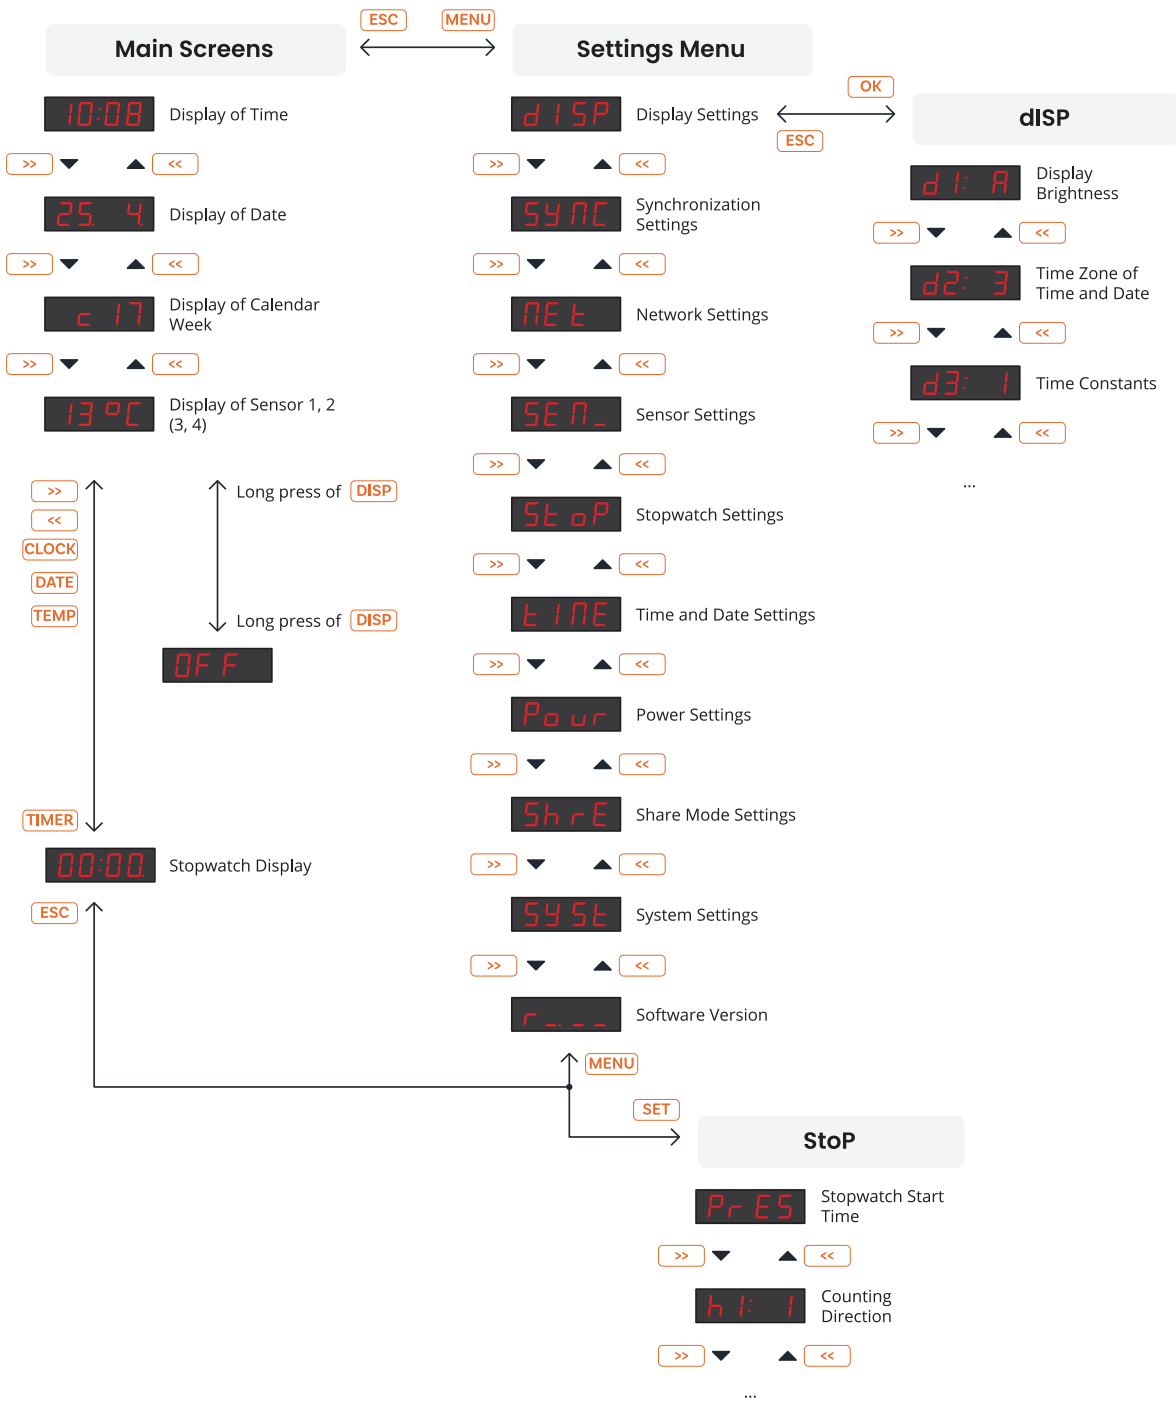 ESC MENU
Main Screens
Settings Menu
10:08 Display of Time
>> <<
25. 4. Display of Date
>> <<
c 17 Display of Calendar
Week
>> <<
13 °C Display of Sensor 1, 2
(3, 4)
>>
<<
CLOCK
DATE
TEMP
Long press of DISP
Long press of DISP
OFF
TIMER
00:00. Stopwatch Display
ESC
dISP Display Settings
>> <<
SYNC Synchronization
Settings
>> <<
NEt Network Settings
>> <<
SEN_ Sensor Settings
>> <<
StoP Stopwatch Settings
>> <<
tINE Time and Date Settings
>> <<
Pour Power Settings
>> <<
ShrE Share Mode Settings
>> <<
SYSt System Settings
>> <<
r _._ _ Software Version
MENU
SET
OK
ESC
dISP
d1: A Display
Brightness
>> <<
d2: 3 Time Zone of
Time and Date
>> <<
d3: 1 Time Constants
>> <<
...
StoP
PrES Stopwatch Start
Time
>> <<
h1: 1 Counting
Direction
>> <<
...